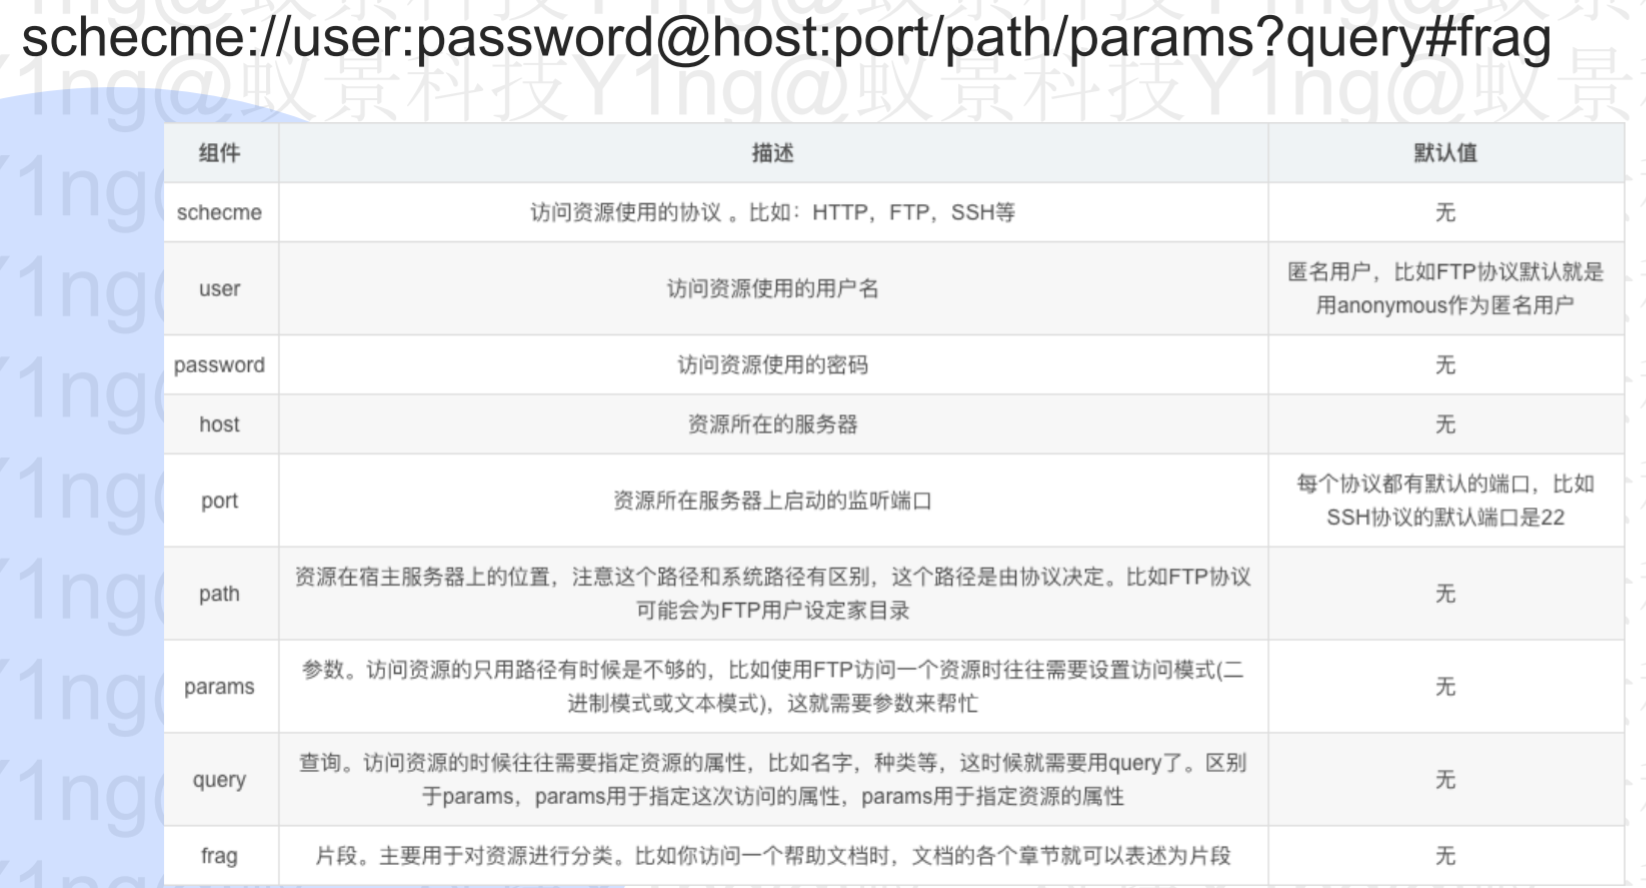 schecme://user:password@host:port/path/params?query#frag
Y1ng@蚁景科技Y1ng@蚁景科技Y1ng@蚁景
组件 描述 默认值
schecme 访问资源使用的协议 。比如：HTTP，FTP，SSH等 无
user 访问资源使用的用户名 匿名用户，比如FTP协议默认就是
用anonymous作为匿名用户
password 访问资源使用的密码 无
host 资源所在的服务器 无
port 资源所在服务器上启动的监听端口 每个协议都有默认的端口，比如
SSH协议的默认端口是22
path 资源在宿主服务器上的位置，注意这个路径和系统路径有区别，这个路径是由协议决定。比如FTP协议
可能会为FTP用户设定家目录 无
params 参数。访问资源的只用路径有时候是不够的，比如使用FTP访问一个资源时往往需要设置访问模式(二
进制模式或文本模式)，这就需要参数来帮忙 无
query 查询。访问资源的时候往往需要指定资源的属性，比如名字，种类等，这时候就需要用query了。区别
于params，params用于指定这次访问的属性，params用于指定资源的属性 无
frag 片段。主要用于对资源进行分类。比如你访问一个帮助文档时，文档的各个章节就可以表述为片段 无